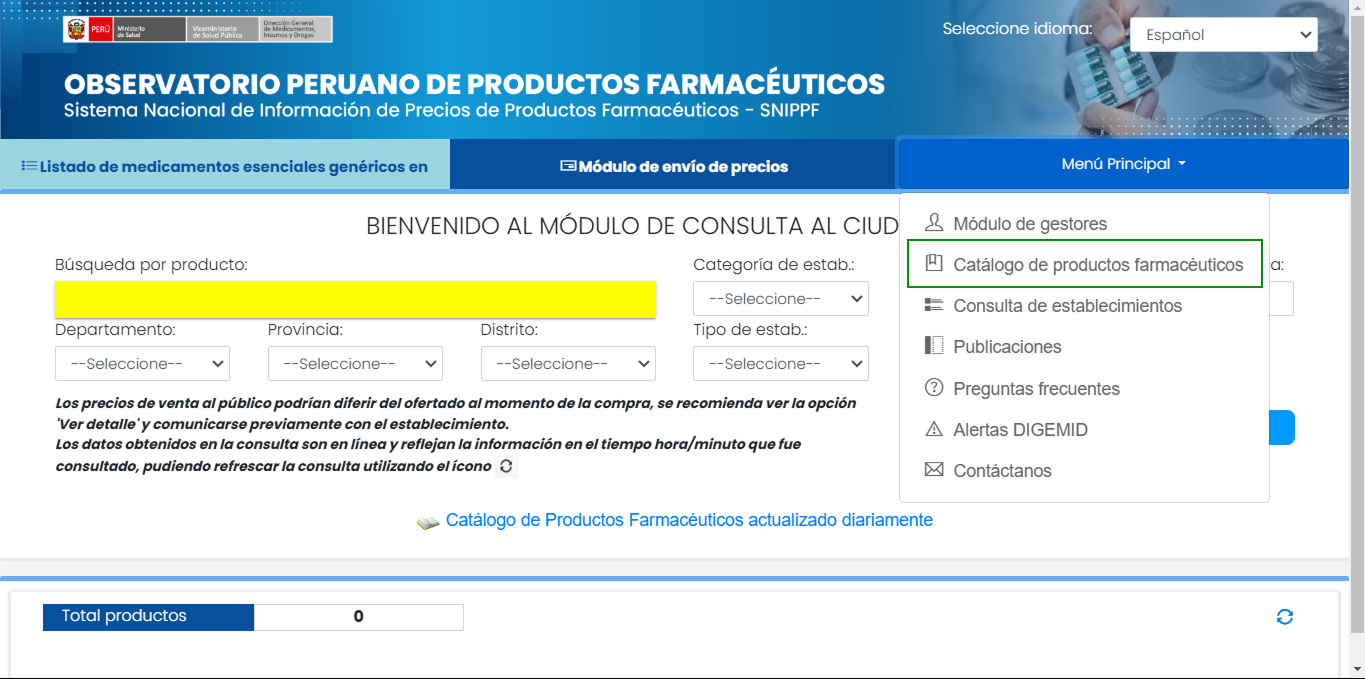 PERÚ
Ministerio
de Salud
Viceministerio
de Salud Pública
Dirección General
de Medicamentos,
Insumos y Drogas
Seleccione idioma:
Español
OBSERVATORIO PERUANO DE PRODUCTOS FARMACÉUTICOS
Sistema Nacional de Información de Precios de Productos Farmacéuticos - SNIPPF
Listado de medicamentos esenciales genéricos en
Módulo de envío de precios
Menú Principal
BIENVENIDO AL MÓDULO DE CONSULTA AL CIUD
Módulo de gestores
Catálogo de productos farmacéuticos
Consulta de establecimientos
Publicaciones
Preguntas frecuentes
Alertas DIGEMID
Contáctanos
Búsqueda por producto:
Categoría de estab.:
a:
--Seleccione--
Departamento:
Provincia:
Distrito:
Tipo de estab.:
--Seleccione--
--Seleccione--
--Seleccione--
--Seleccione--
Los precios de venta al público podrían diferir del ofertado al momento de la compra, se recomienda ver la opción
'Ver detalle' y comunicarse previamente con el establecimiento.
Los datos obtenidos en la consulta son en línea y reflejan la información en el tiempo hora/minuto que fue
consultado, pudiendo refrescar la consulta utilizando el ícono
Catálogo de Productos Farmacéuticos actualizado diariamente
Total productos
0